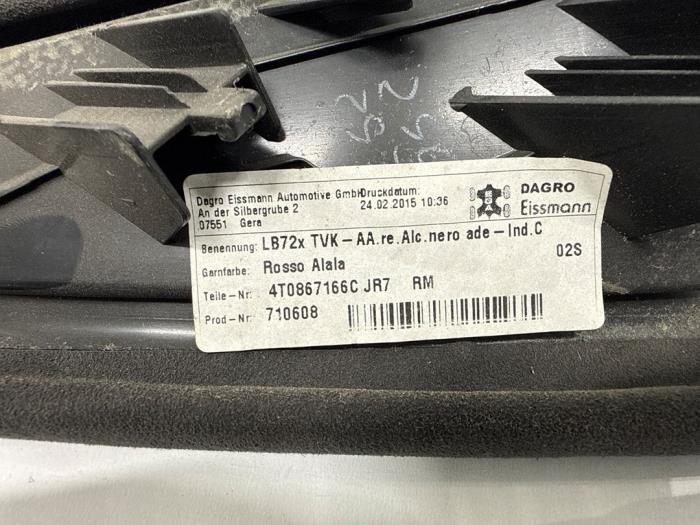 Dagro Eissmann Automotive GmbH Druckdatum:
An der Silbergrube 2 24.02.2015 10:36
07551 Gera
DAGRO
Eissmann
Benennung: LB72x TVK-AA.re.Alc.nero ade-Ind.C
02S
Garnfarbe: Rosso Alala
Teile-Nr: 4T0867166C JR7 RM
Prod-Nr: 710608